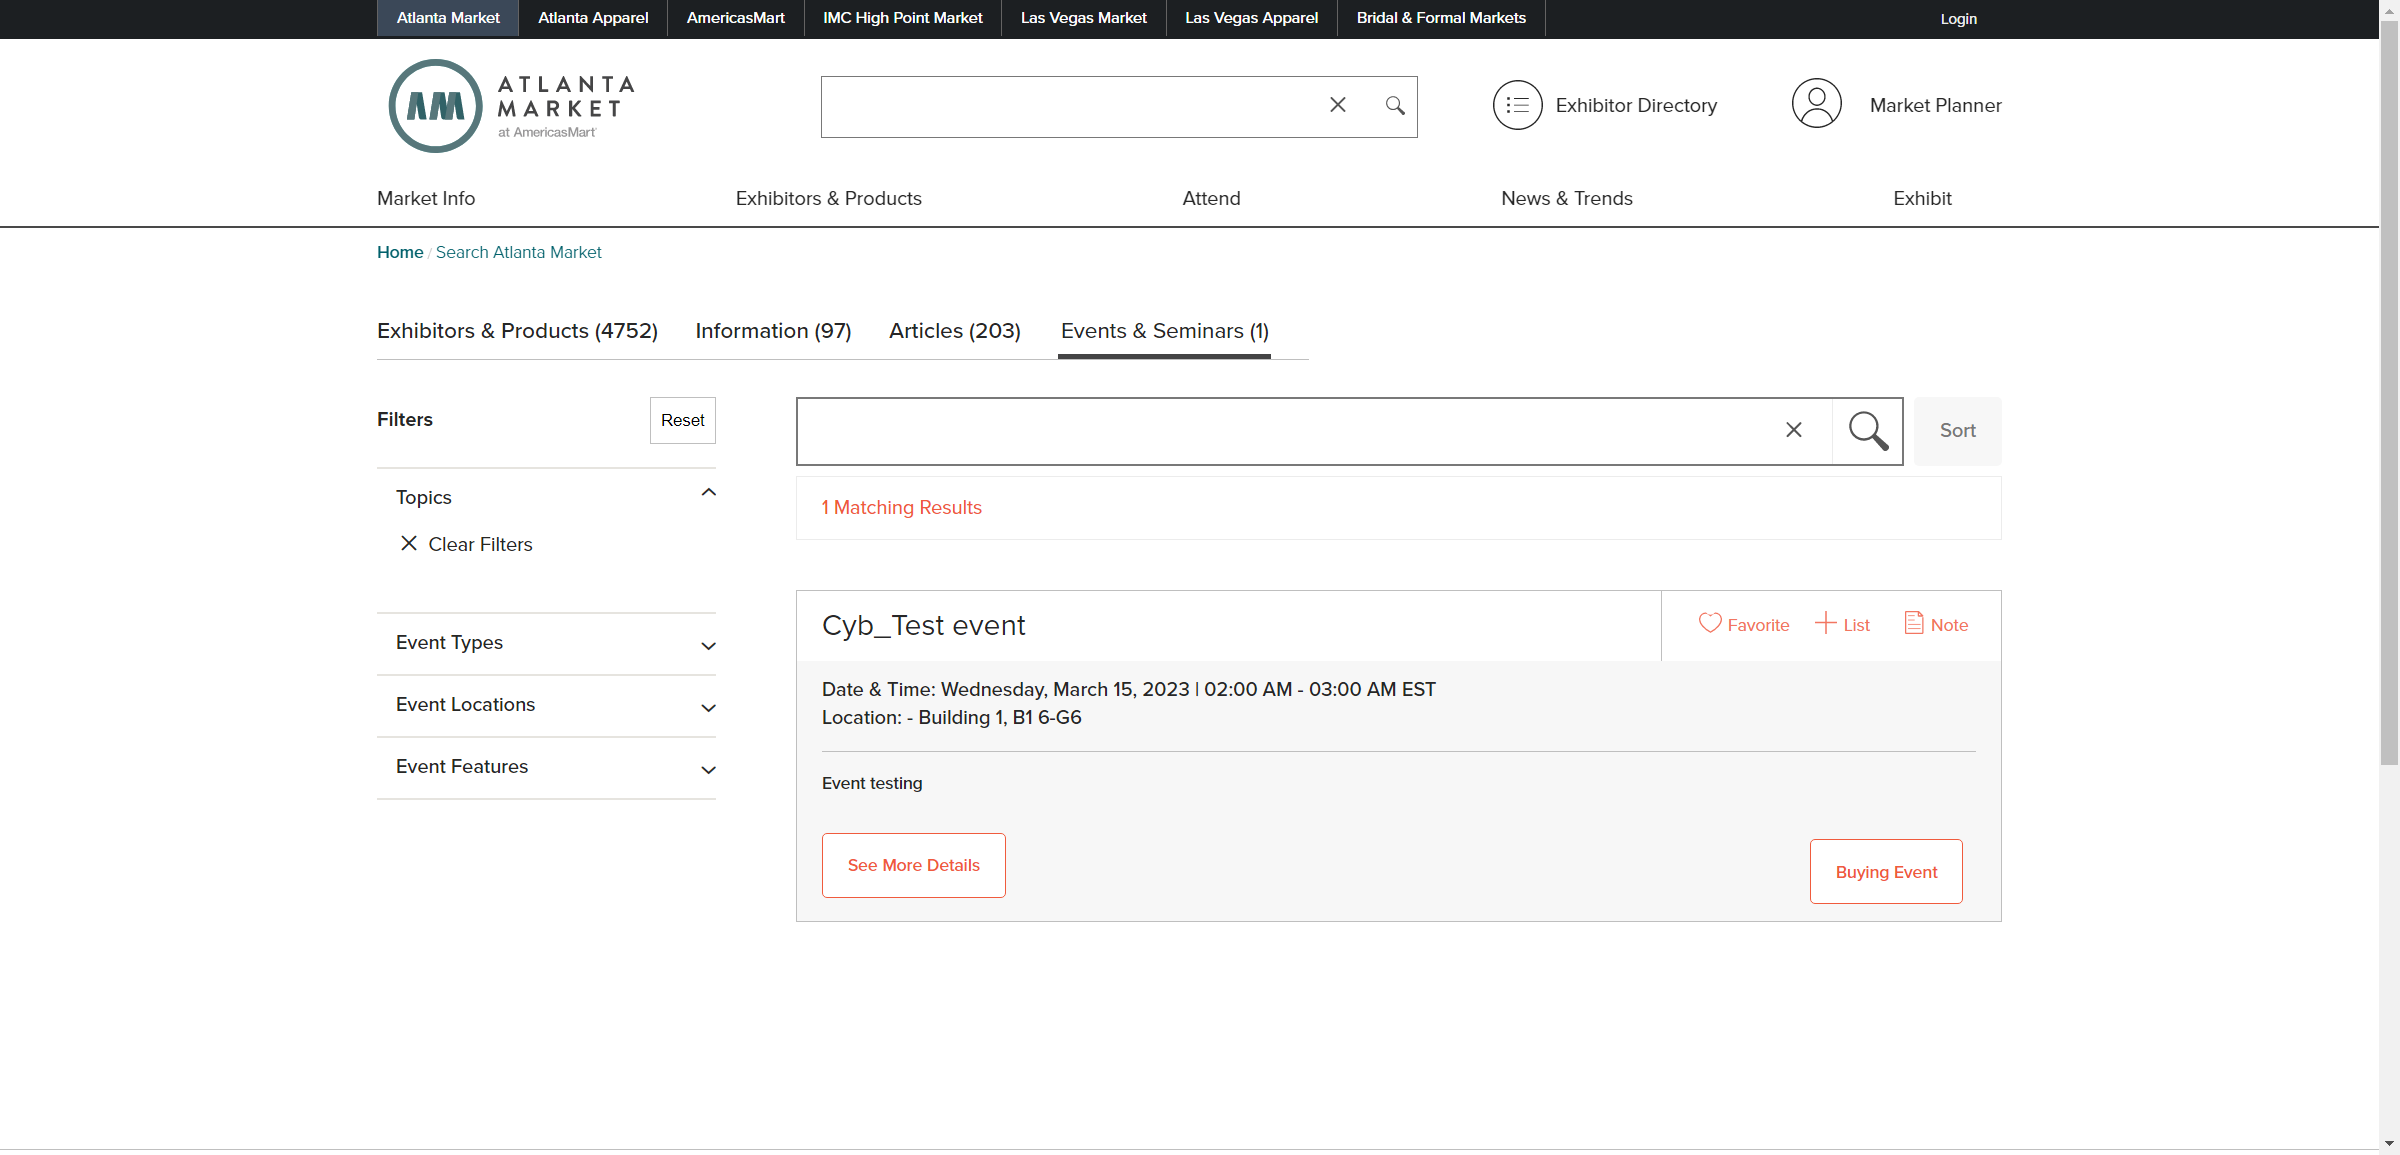 Atlanta Market
Atlanta Apparel
AmericasMart
IMC High Point Market
Las Vegas Market
Las Vegas Apparel
Bridal & Formal Markets
Login
AM
ATLANTA
MARKET
at AmericasMart
Exhibitor Directory
Market Planner
Market Info
Exhibitors & Products
Attend
News & Trends
Exhibit
Home / Search Atlanta Market
Exhibitors & Products (4752)
Information (97)
Articles (203)
Events & Seminars (1)
Filters
Reset
Sort
Topics
Clear Filters
Event Types
Event Locations
Event Features
1 Matching Results
Cyb_Test event
Favorite
List
Note
Date & Time: Wednesday, March 15, 2023 | 02:00 AM - 03:00 AM EST
Location: - Building 1, B1 6-G6
Event testing
See More Details
Buying Event